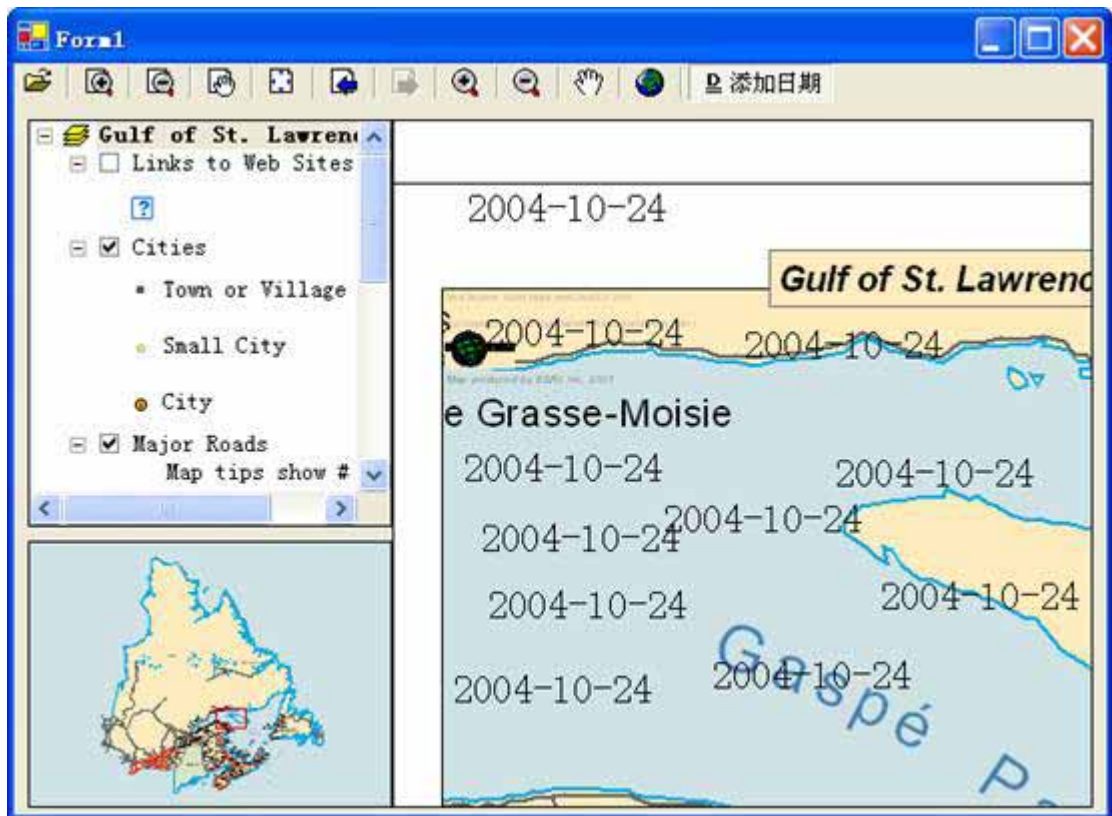 Form1
添加日期
Gulf of St. Lawren
Links to Web Sites
Cities
Town or Village
Small City
City
Major Roads
Map tips show #
2004-10-24
Gulf of St. Lawrenc
2004-10-24
2004-10-24
e Grasse-Moisie
2004-10-24
2004-10-24
2004-10-24
2004-10-24
2004-10-24
2004-10-24
2004-10-24
2004-10-24
Gaspé
P